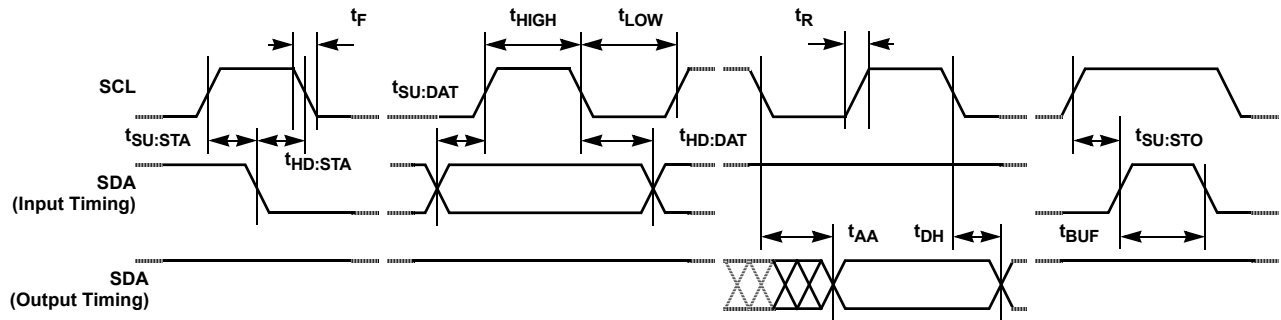 tF
tHIGH
tLOW
tR
SCL
tSU:DAT
tSU:STA
tHD:STA
tHD:DAT
tSU:STO
SDA
(Input Timing)
tAA
tDH
tBUF
SDA
(Output Timing)